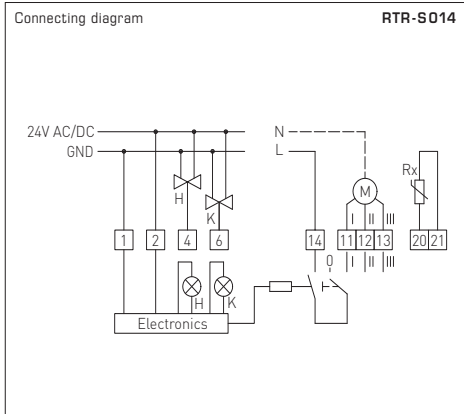 Connecting diagram RTR-S014
24V AC/DC N
GND L
Rx
M
H
K I II III
1 2 4 6 14 11 12 13 20 21
0 I II III
H K
Electronics